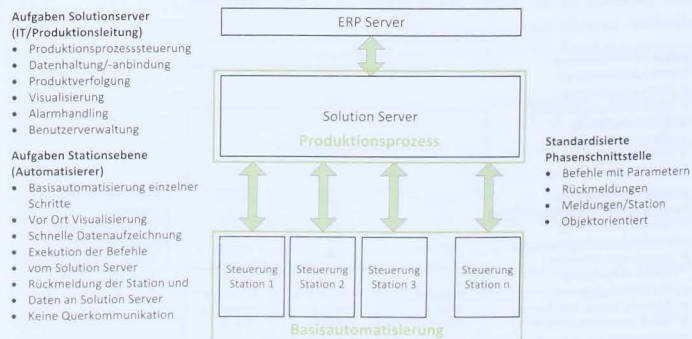 Aufgaben Solutionserver
(IT/Produktionsleitung)
• Produktionsprozesssteuerung
• Datenhaltung/-anbindung
• Produktverfolgung
• Visualisierung
• Alarmhandling
• Benutzerverwaltung
Aufgaben Stationsebene
(Automatisierer)
• Basisautomatisierung einzelner
Schritte
• Vor Ort Visualisierung
• Schnelle Datenaufzeichnung
• Exekution der Befehle
• vom Solution Server
• Rückmeldung der Station und
• Daten an Solution Server
• Keine Querkommunikation
ERP Server
Solution Server
Produktionsprozess
Steuerung
Station 1
Steuerung
Station 2
Steuerung
Station 3
Steuerung
Station n
Basisautomatisierung
Standardisierte
Phasenschnittstelle
• Befehle mit Parametern
• Rückmeldungen
• Meldungen/Station
• Objektorientiert